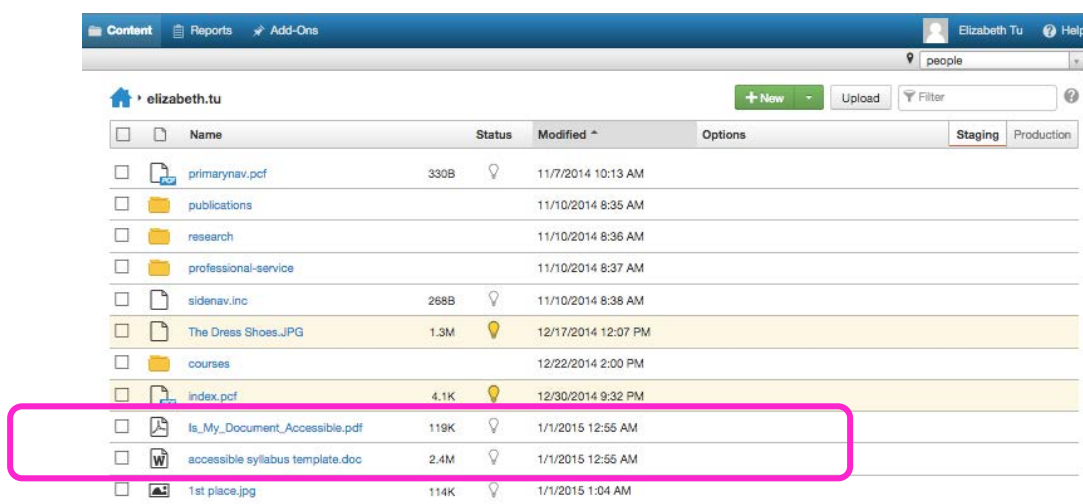 Content Reports Add-Ons Elizabeth Tu Help
people
elizabeth.tu + New Upload Filter
Name Status Modified Options Staging Production
primarynav.pcf 330B 11/7/2014 10:13 AM
publications 11/10/2014 8:35 AM
research 11/10/2014 8:36 AM
professional-service 11/10/2014 8:37 AM
sidenav.inc 268B 11/10/2014 8:38 AM
The Dress Shoes.JPG 1.3M 12/17/2014 12:07 PM
courses 12/22/2014 2:00 PM
index.pcf 4.1K 12/30/2014 9:32 PM
Is_My_Document_Accessible.pdf 119K 1/1/2015 12:55 AM
accessible syllabus template.doc 2.4M 1/1/2015 12:55 AM
1st place.jpg 114K 1/1/2015 1:04 AM